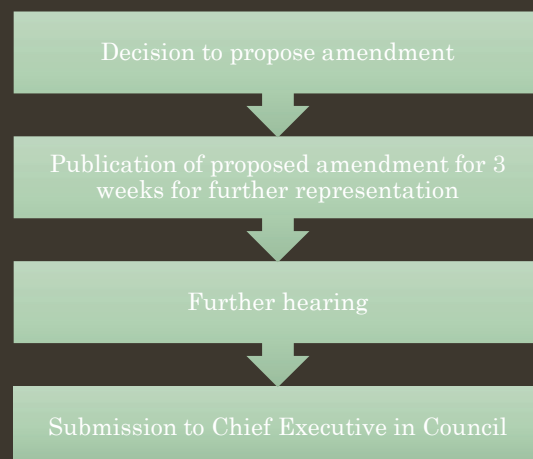 Decision to propose amendment
Publication of proposed amendment for 3
weeks for further representation
Further hearing
Submission to Chief Executive in Council